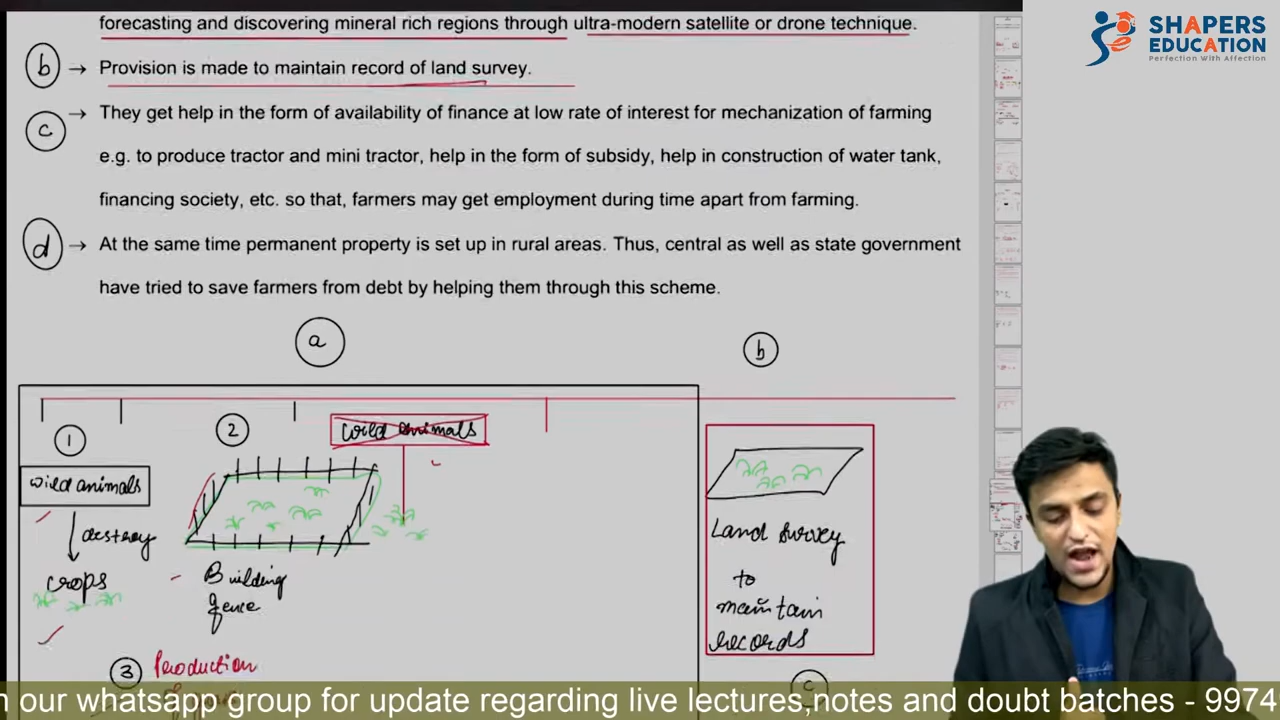 forecasting and discovering mineral rich regions through ultra-modern satellite or drone technique.
b → Provision is made to maintain record of land survey.
c → They get help in the form of availability of finance at low rate of interest for mechanization of farming
e.g. to produce tractor and mini tractor, help in the form of subsidy, help in construction of water tank,
financing society, etc. so that, farmers may get employment during time apart from farming.
d → At the same time permanent property is set up in rural areas. Thus, central as well as state government
have tried to save farmers from debt by helping them through this scheme.
a
b
1
2
wild animals
wild animals
destroy
crops
Building
fence
Land survey
to
maintain
records
3 Production
c
SHAPERS
EDUCATION
Perfection With Affection
n our whatsapp group for update regarding live lectures,notes and doubt batches - 9974